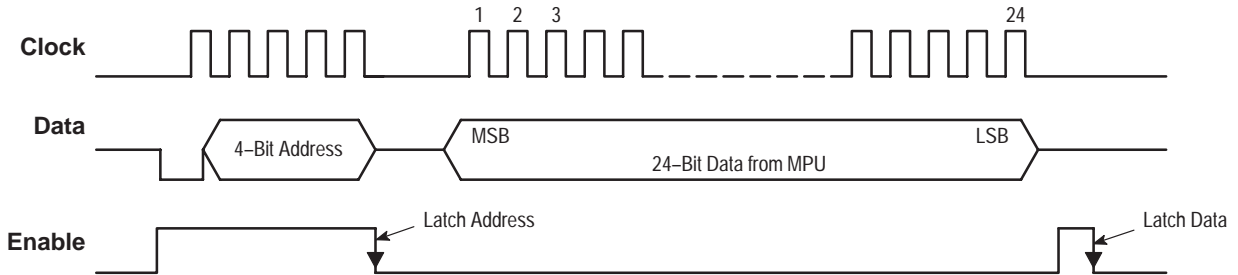 1 2 3 24
Clock
Data
4–Bit Address
MSB LSB
24–Bit Data from MPU
Enable
Latch Address
Latch Data